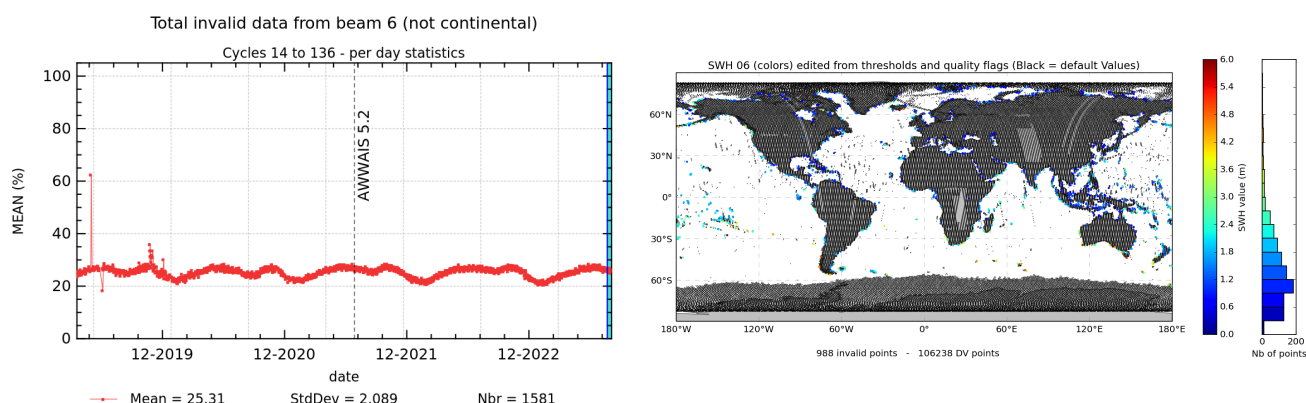 Total invalid data from beam 6 (not continental)
Cycles 14 to 136 - per day statistics
100
80
60
40
20
0
MEAN (%)
AWWAIS 5.2
12-2019 12-2020 12-2021 12-2022
date
Mean = 25.31 StdDev = 2.089 Nbr = 1581
SWH 06 (colors) edited from thresholds and quality flags (Black = default Values)
60°N
30°N
0°
30°S
60°S
180°W 120°W 60°W 0° 60°E 120°E 180°E
988 invalid points - 106238 DV points
6.0
5.4
4.8
4.2
3.6
3.0
2.4
1.8
1.2
0.6
0.0
SWH value (m)
0 200
Nb of points